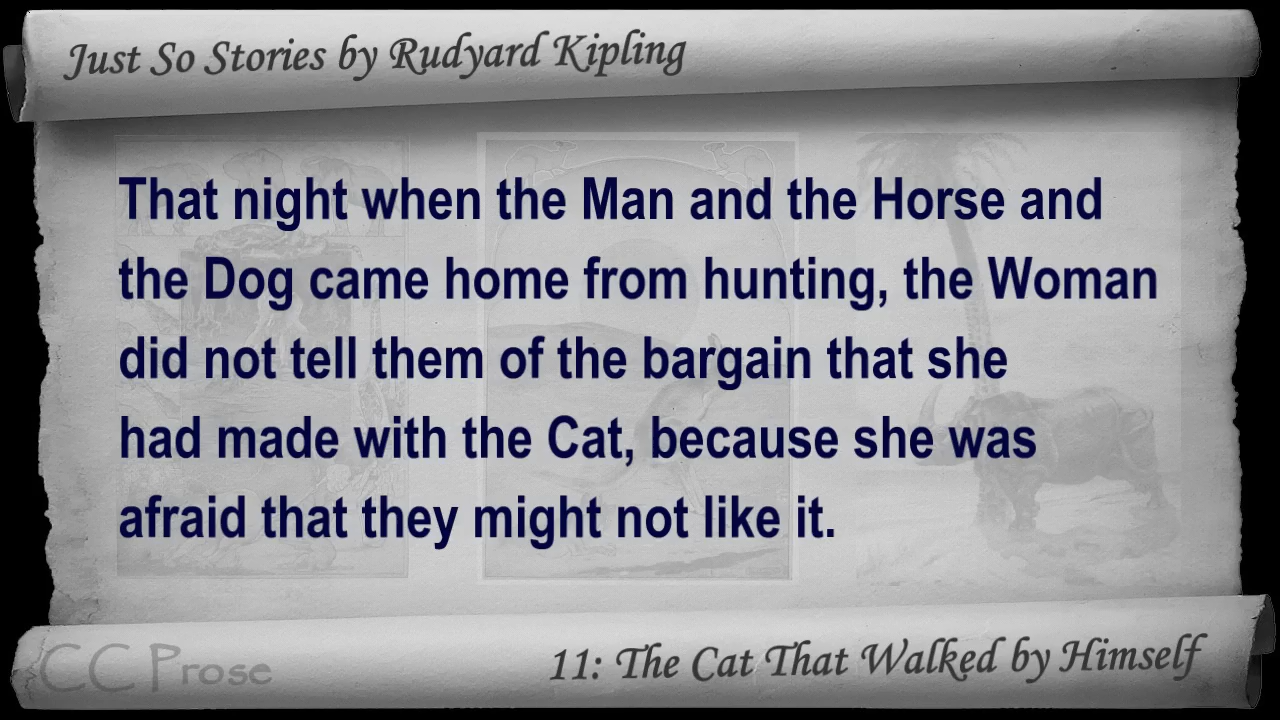 Just So Stories by Rudyard Kipling
That night when the Man and the Horse and
the Dog came home from hunting, the Woman
did not tell them of the bargain that she
had made with the Cat, because she was
afraid that they might not like it.
CC Prose
11: The Cat That Walked by Himself